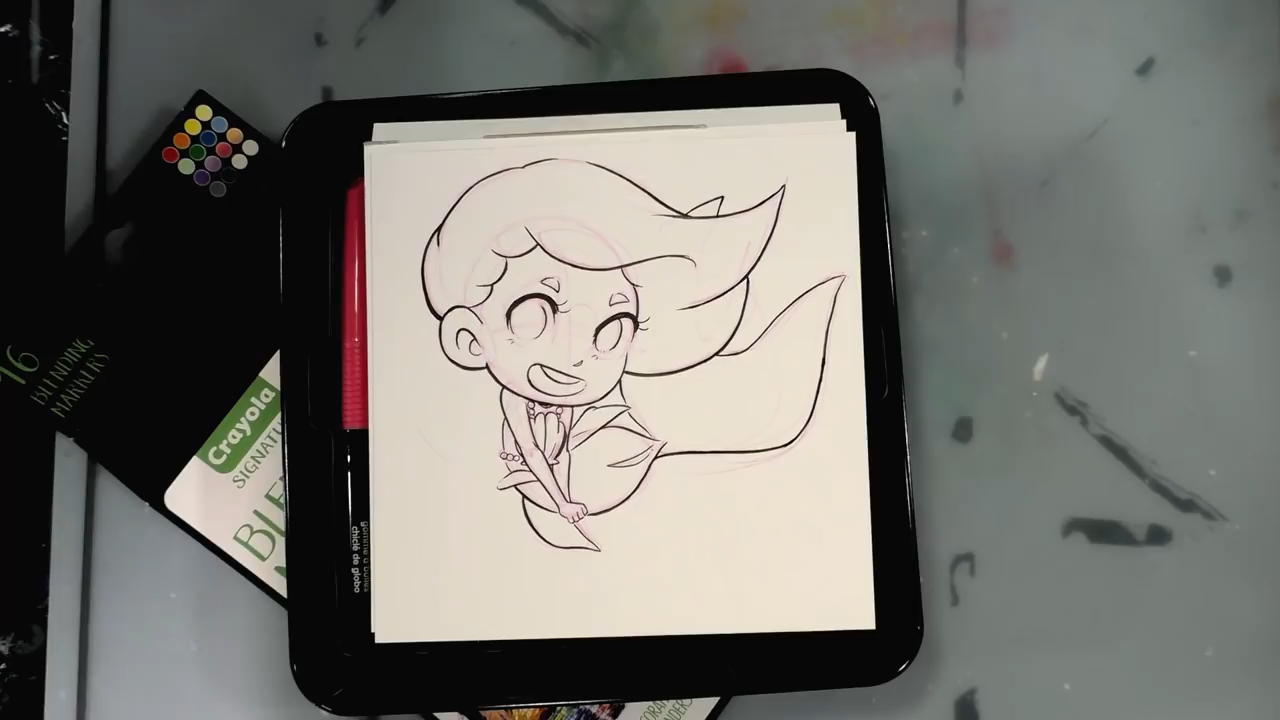 16
BLENDING
MARKERS
Crayola
SIGNATU
BLE
gomme à bulles
chicle de globo